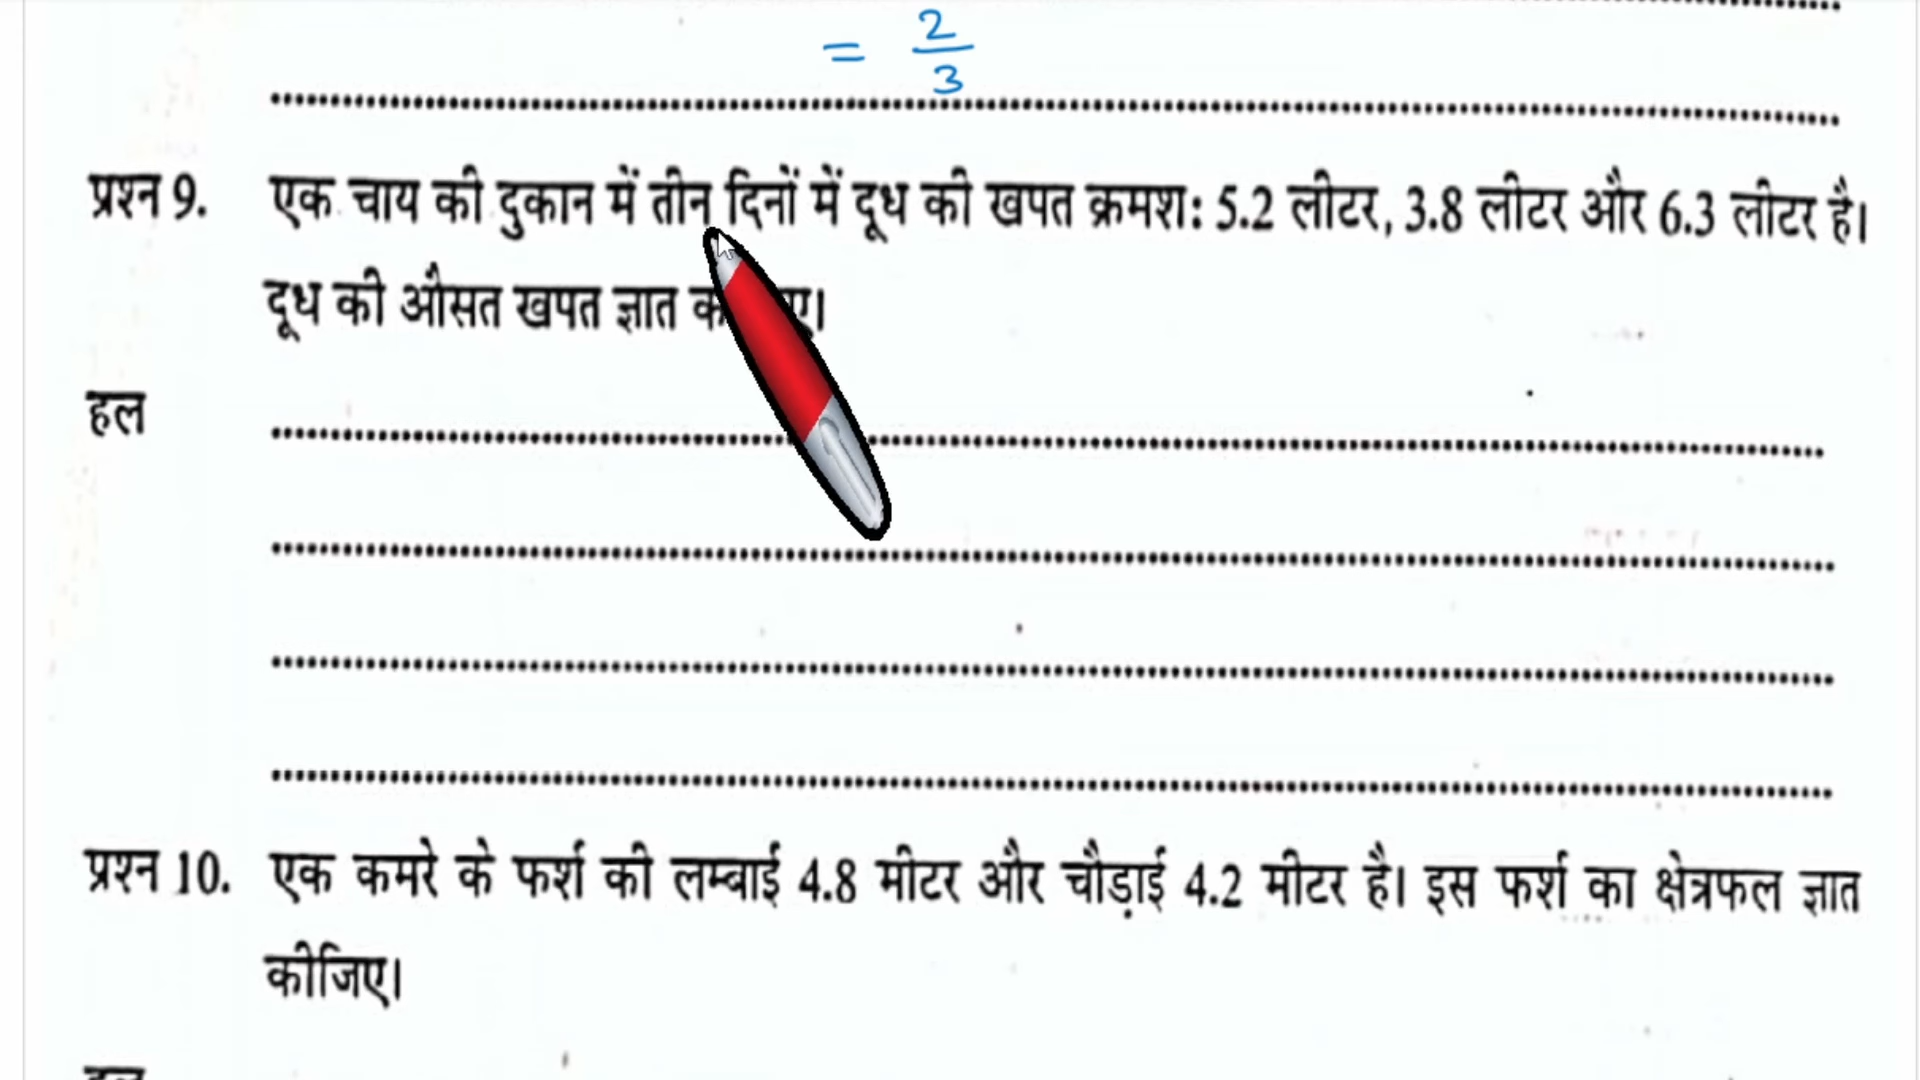 = 2/3
प्रश्न 9. एक चाय की दुकान में तीन दिनों में दूध की खपत क्रमश: 5.2 लीटर, 3.8 लीटर और 6.3 लीटर है।
दूध की औसत खपत ज्ञात
हल
प्रश्न 10. एक कमरे के फर्श की लम्बाई 4.8 मीटर और चौड़ाई 4.2 मीटर है। इस फर्श का क्षेत्रफल ज्ञात
कीजिए।